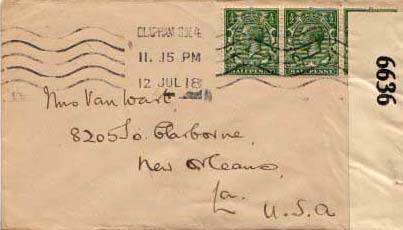 CLAPHAM S.W.4
11. 15 PM
12 JUL 18
HALFPENNY HALFPENNY
6636
Mrs Van Wart
8205 So. Claiborne,
New Orleans,
La.
U.S.A